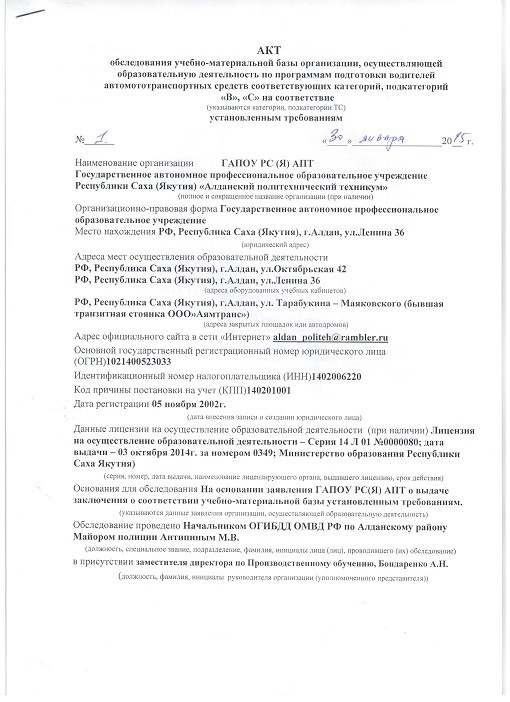 АКТ
обследования учебно-материальной базы организации, осуществляющей
образовательную деятельность по программам подготовки водителей
автомототранспортных средств соответствующих категорий, подкатегорий
«В», «С» на соответствие
(указываются категории, подкатегории ТС)
установленным требованиям
№ 1. «30» января 2015 г.
Наименование организации ГАПОУ РС (Я) АПТ
Государственное автономное профессиональное образовательное учреждение
Республики Саха (Якутия) «Алданский политехнический техникум»
(полное и сокращенное название организации (при наличии)
Организационно-правовая форма Государственное автономное профессиональное
образовательное учреждение
Место нахождения РФ, Республика Саха (Якутия), г.Алдан, ул.Ленина 36
(юридический адрес)
Адреса мест осуществления образовательной деятельности
РФ, Республика Саха (Якутия), г.Алдан, ул.Октябрьская 42
РФ, Республика Саха (Якутия), г.Алдан, ул.Ленина 36
(адреса оборудованных учебных кабинетов)
РФ, Республика Саха (Якутия), г.Алдан, ул. Тарабукина – Маяковского (бывшая
транзитная стоянка ООО»Аямтранс»)
(адреса закрытых площадок или автодромов)
Адрес официального сайта в сети «Интернет» aldan_politeh@rambler.ru
Основной государственный регистрационный номер юридического лица
(ОГРН)1021400523033
Идентификационный номер налогоплательщика (ИНН)1402006220
Код причины постановки на учет (КПП)140201001
Дата регистрации 05 ноября 2002г.
(дата внесения записи о создании юридического лица)
Данные лицензии на осуществление образовательной деятельности (при наличии) Лицензия
на осуществление образовательной деятельности – Серия 14 Л 01 №0000080; дата
выдачи – 03 октября 2014г. за номером 0349; Министерство образования Республики
Саха Якутия)
(серия, номер, дата выдачи, наименование лицензирующего органа, выдавшего лицензию, срок действия)
Основания для обследования На основании заявления ГАПОУ РС(Я) АПТ о выдаче
заключения о соответствии учебно-материальной базы установленным требованиям.
(указываются данные заявления организации, осуществляющей образовательную деятельность)
Обследование проведено Начальником ОГИБДД ОМВД РФ по Алданскому району
Майором полиции Антипиным М.В.
(должность, специальное звание, подразделение, фамилия, инициалы лица (лиц), проводившего (их) обследование)
в присутствии заместителя директора по Производственному обучению, Бондаренко А.Н.
(должность, фамилия, инициалы руководителя организации (уполномоченного представителя))